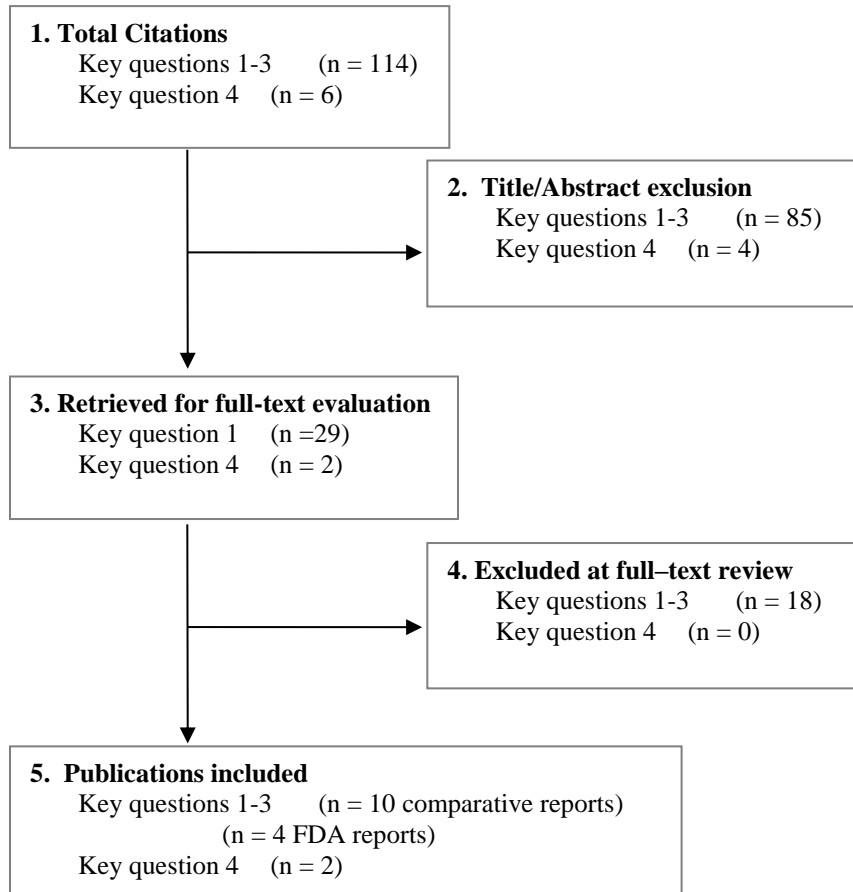 1. Total Citations
Key questions 1-3 (n = 114)
Key question 4 (n = 6)
2. Title/Abstract exclusion
Key questions 1-3 (n = 85)
Key question 4 (n = 4)
3. Retrieved for full-text evaluation
Key question 1 (n =29)
Key question 4 (n = 2)
4. Excluded at full–text review
Key questions 1-3 (n = 18)
Key question 4 (n = 0)
5. Publications included
Key questions 1-3 (n = 10 comparative reports)
(n = 4 FDA reports)
Key question 4 (n = 2)